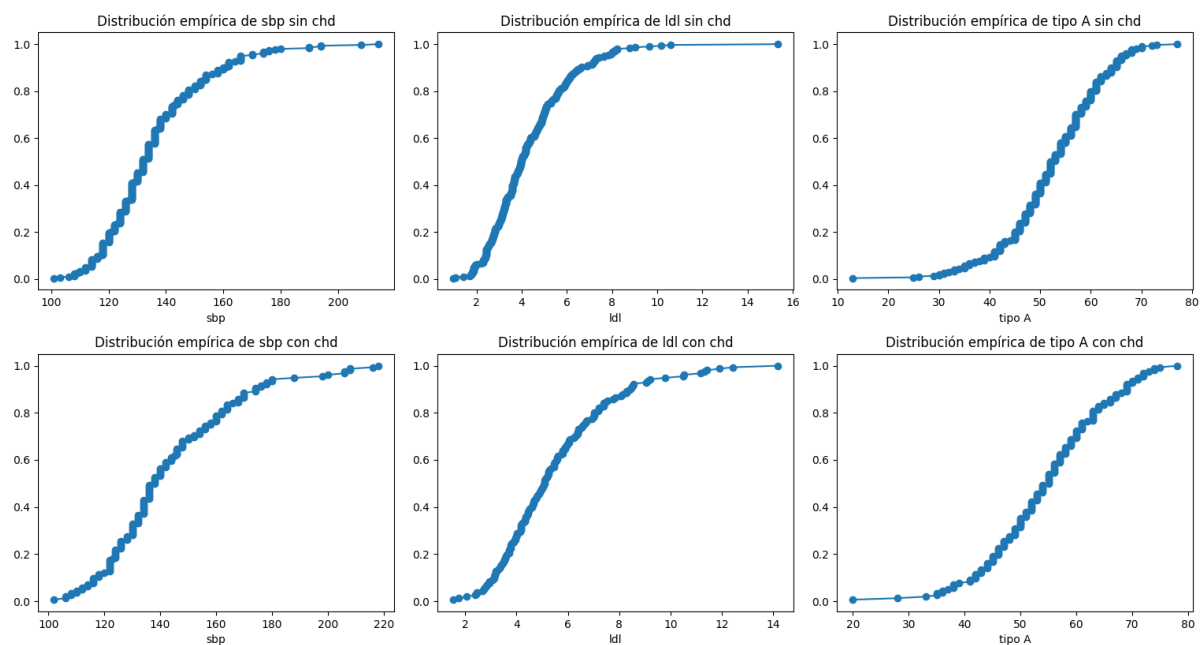 Distribución empírica de sbp sin chd
1.0
0.8
0.6
0.4
0.2
0.0
100 120 140 160 180 200
sbp
Distribución empírica de ldl sin chd
1.0
0.8
0.6
0.4
0.2
0.0
2 4 6 8 10 12 14 16
ldl
Distribución empírica de tipo A sin chd
1.0
0.8
0.6
0.4
0.2
0.0
10 20 30 40 50 60 70 80
tipo A
Distribución empírica de sbp con chd
1.0
0.8
0.6
0.4
0.2
0.0
100 120 140 160 180 200 220
sbp
Distribución empírica de ldl con chd
1.0
0.8
0.6
0.4
0.2
0.0
2 4 6 8 10 12 14
ldl
Distribución empírica de tipo A con chd
1.0
0.8
0.6
0.4
0.2
0.0
20 30 40 50 60 70 80
tipo A